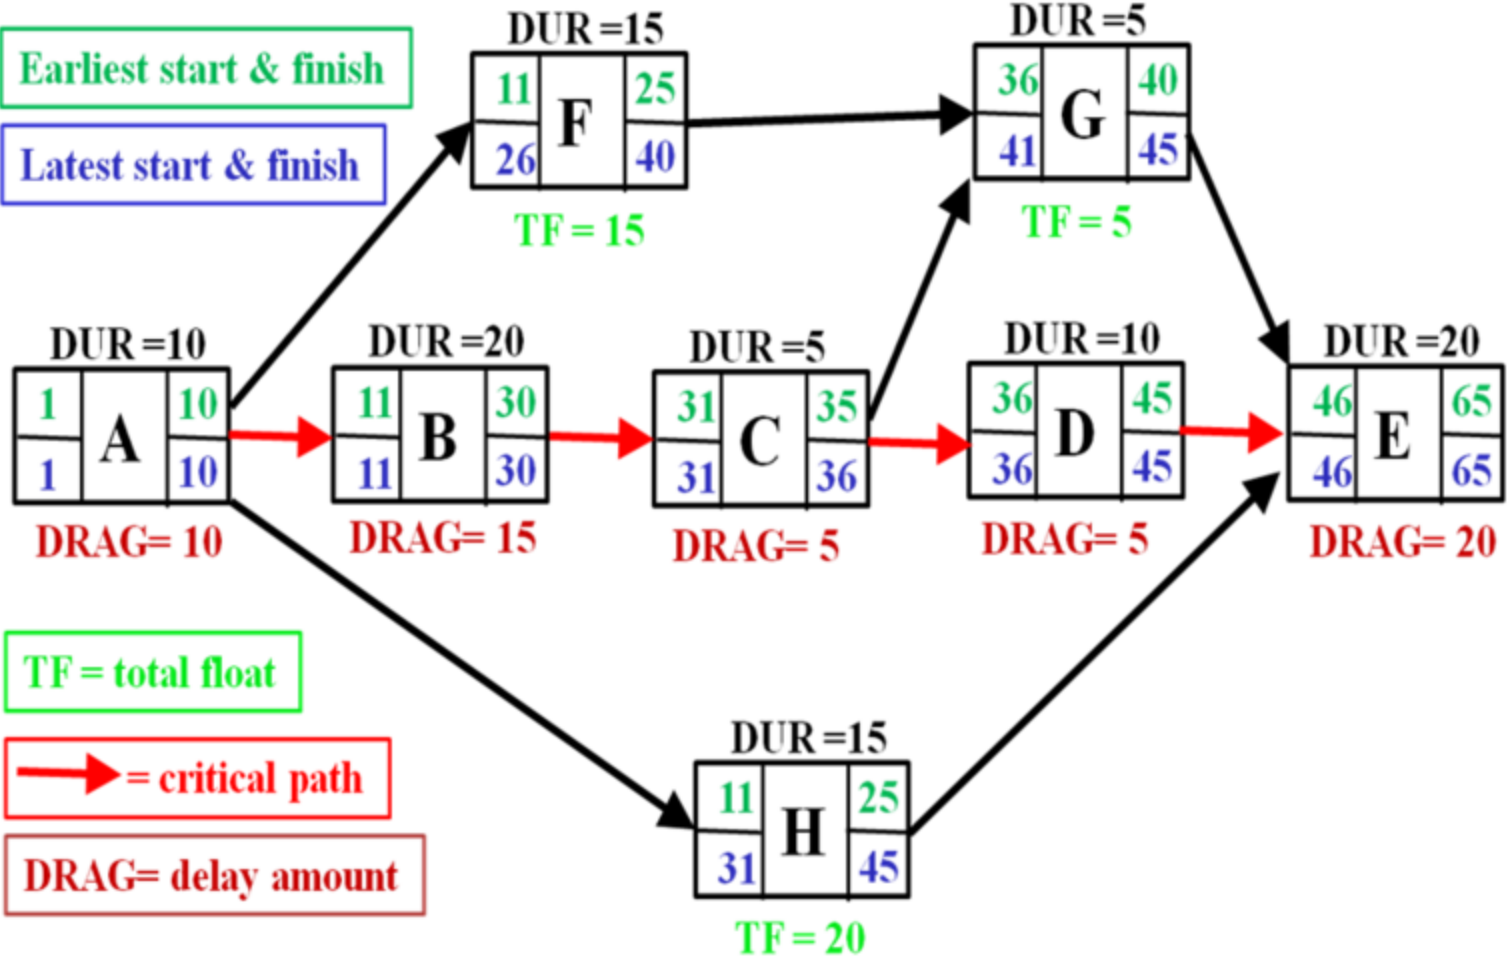 Earliest start & finish
Latest start & finish
DUR =15
11 F 25
26 40
TF = 15
DUR =5
36 G 40
41 45
TF = 5
DUR =10
1 A 10
1 10
DRAG= 10
DUR =20
11 B 30
11 30
DRAG= 15
DUR =5
31 C 35
31 36
DRAG= 5
DUR =10
36 D 45
36 45
DRAG= 5
DUR =20
46 E 65
46 65
DRAG= 20
TF = total float
= critical path
DRAG= delay amount
DUR =15
11 H 25
31 45
TF = 20